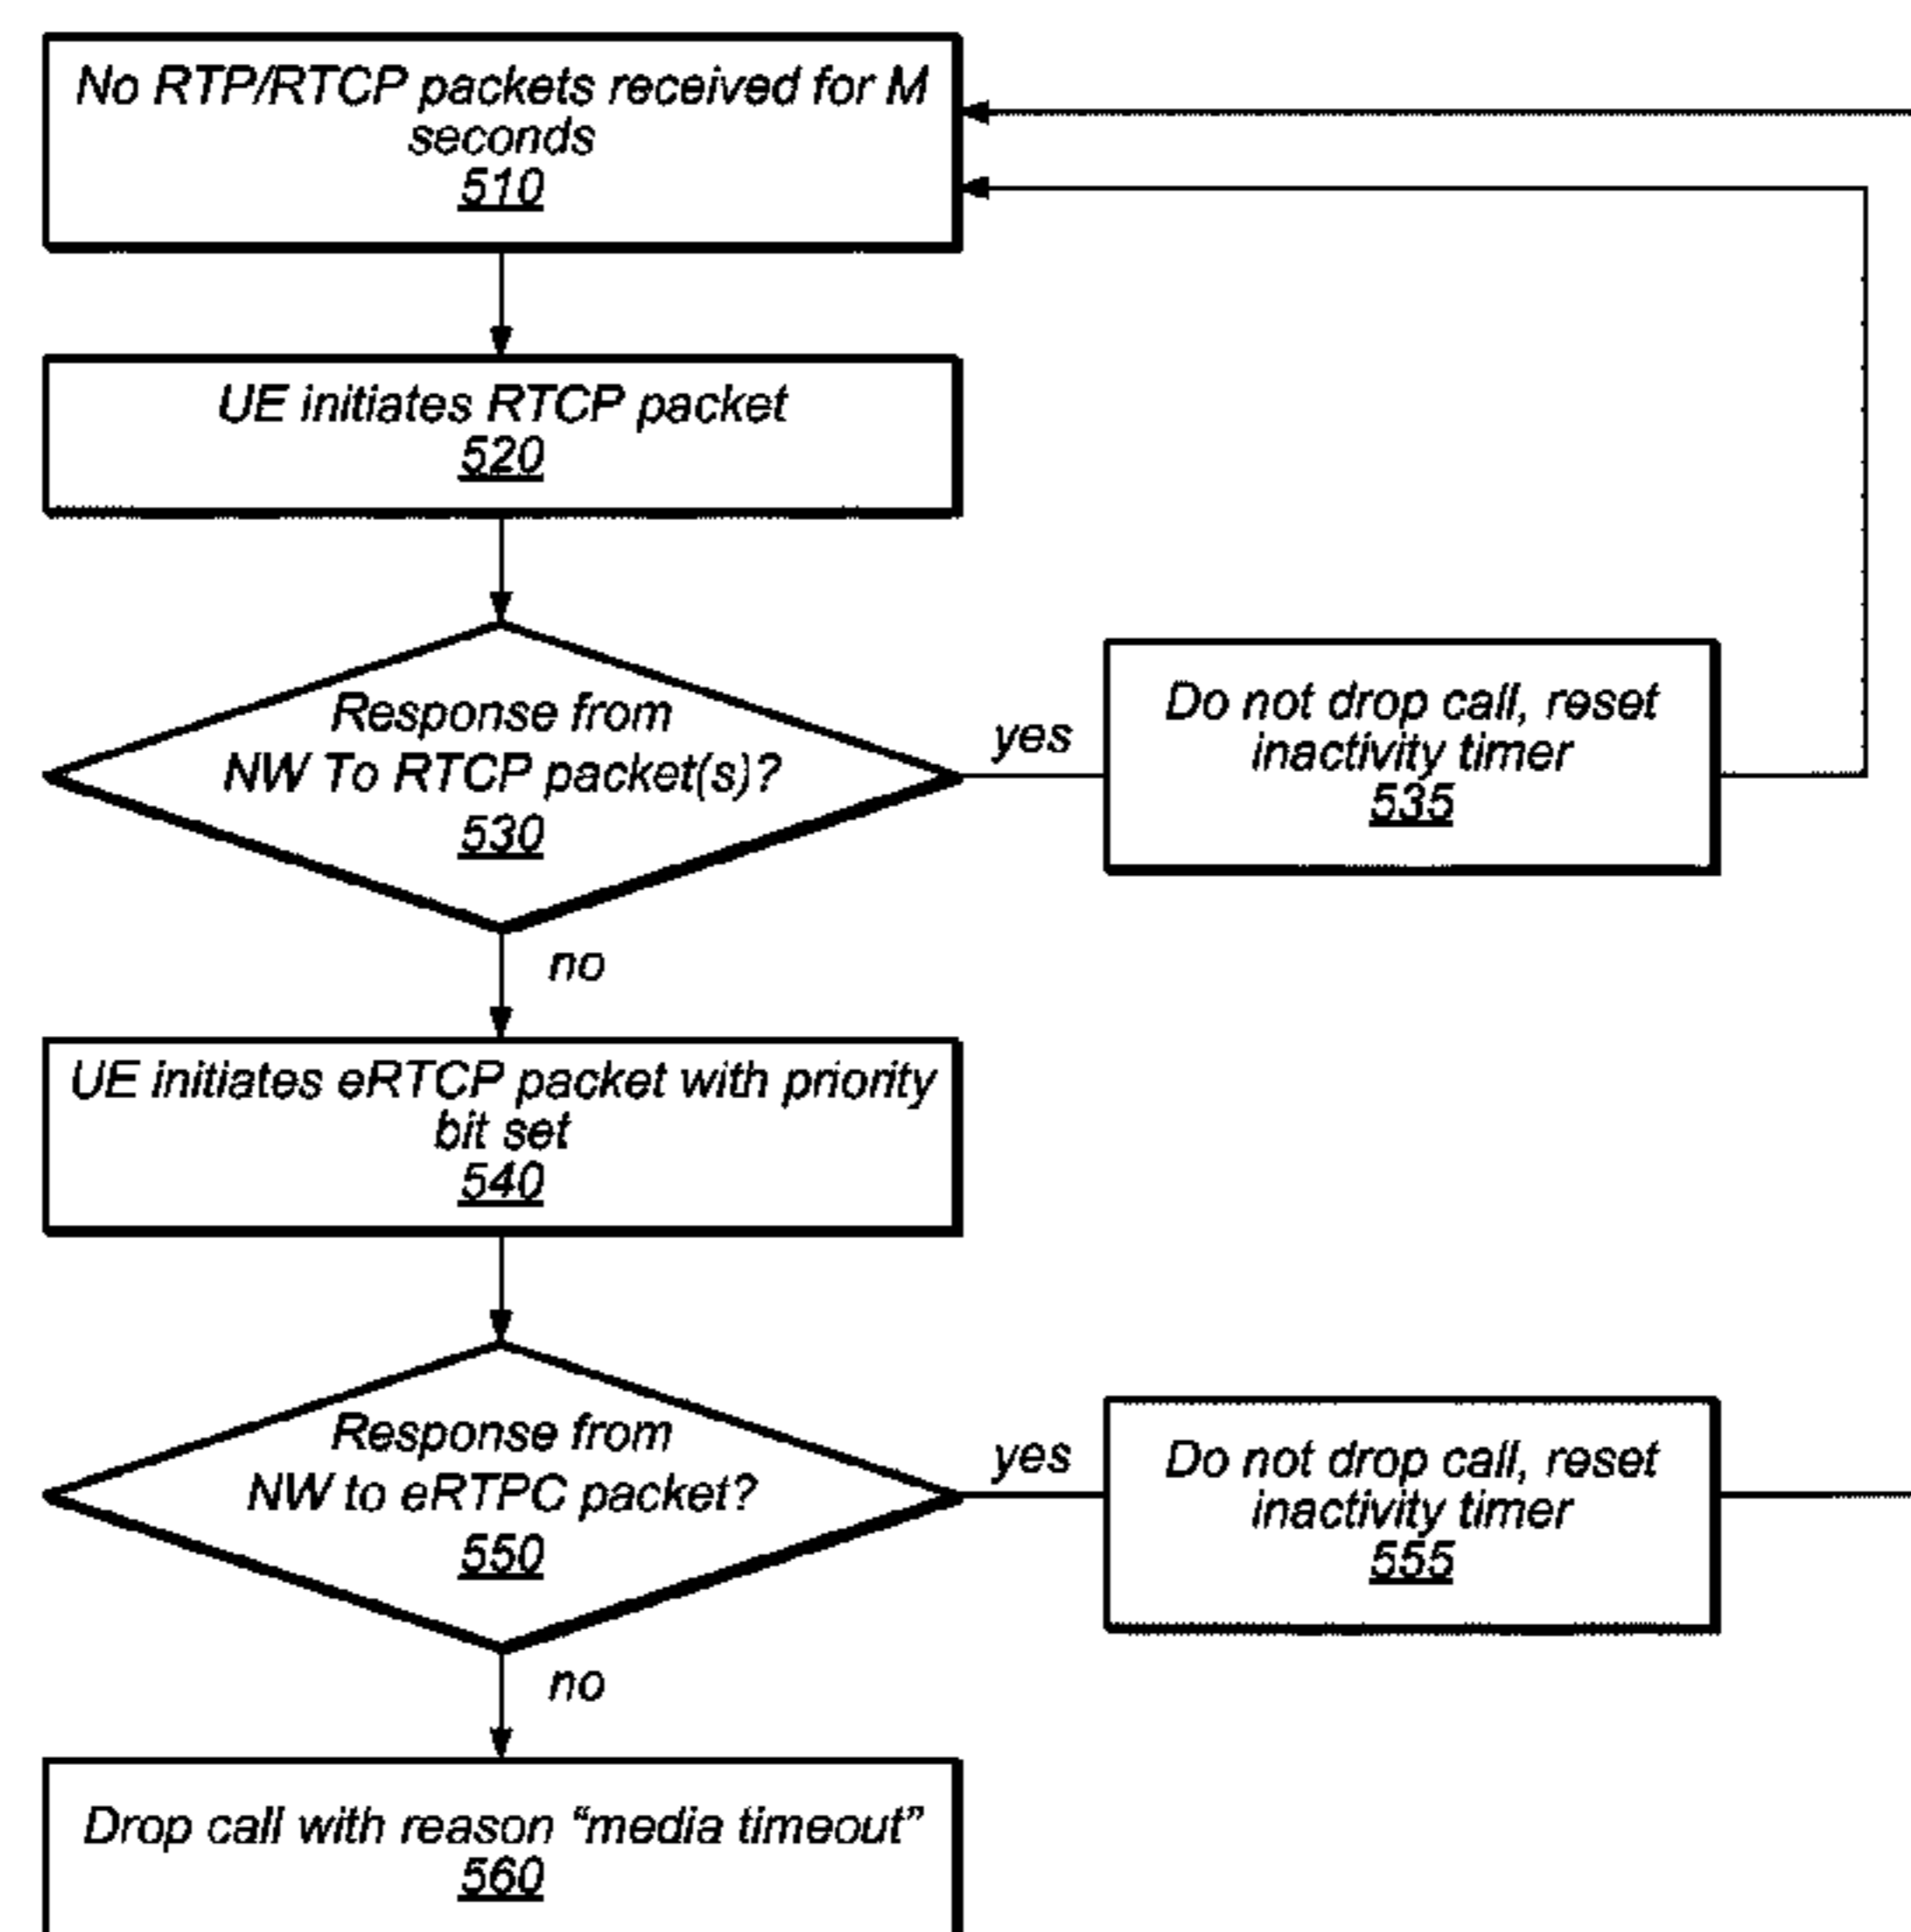 No RTP/RTCP packets received for M
seconds
510
UE initiates RTCP packet
520
Response from
NW To RTCP packet(s)?
530
yes
Do not drop call, reset
inactivity timer
535
no
UE initiates eRTCP packet with priority
bit set
540
Response from
NW to eRTPC packet?
550
yes
Do not drop call, reset
inactivity timer
555
no
Drop call with reason “media timeout”
560